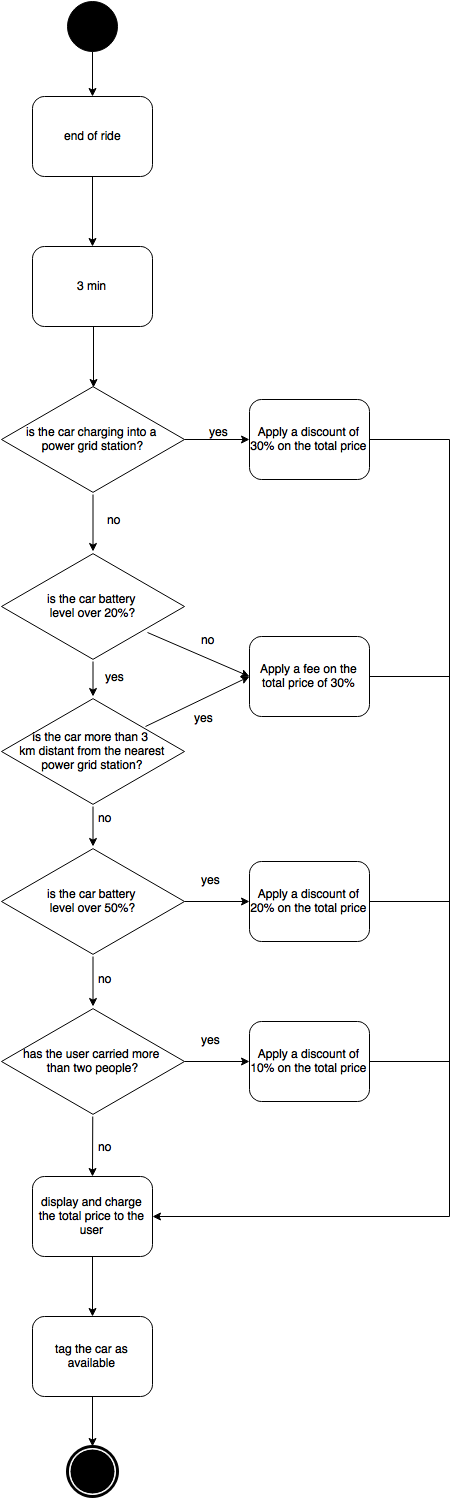 end of ride
3 min
is the car charging into a
power grid station?
yes
Apply a discount of
30% on the total price
no
is the car battery
level over 20%?
no
Apply a fee on the
total price of 30%
yes
yes
is the car more than 3
km distant from the nearest
power grid station?
no
is the car battery
level over 50%?
yes
Apply a discount of
20% on the total price
no
has the user carried more
than two people?
yes
Apply a discount of
10% on the total price
no
display and charge
the total price to the
user
tag the car as
available